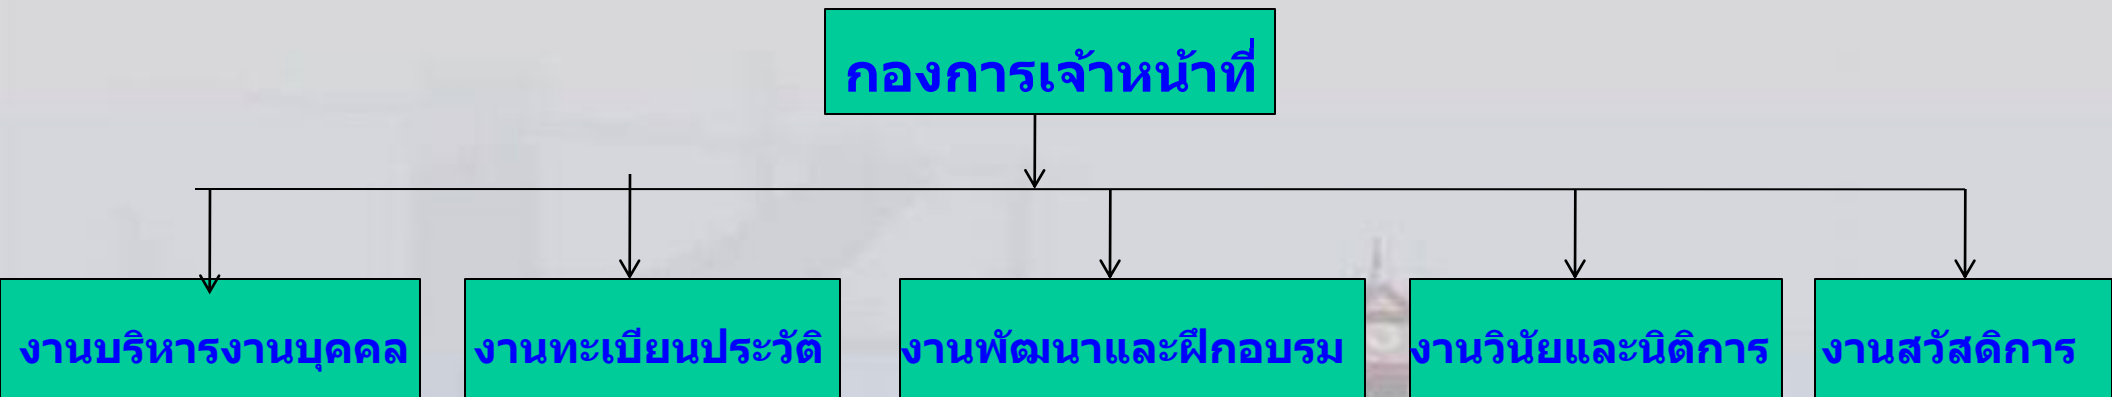 กองการเจ้าหน้าที่
งานบริหารงานบุคคล
งานทะเบียนประวัติ
งานพัฒนาและฝึกอบรม
งานวินัยและนิติการ
งานสวัสดิการ